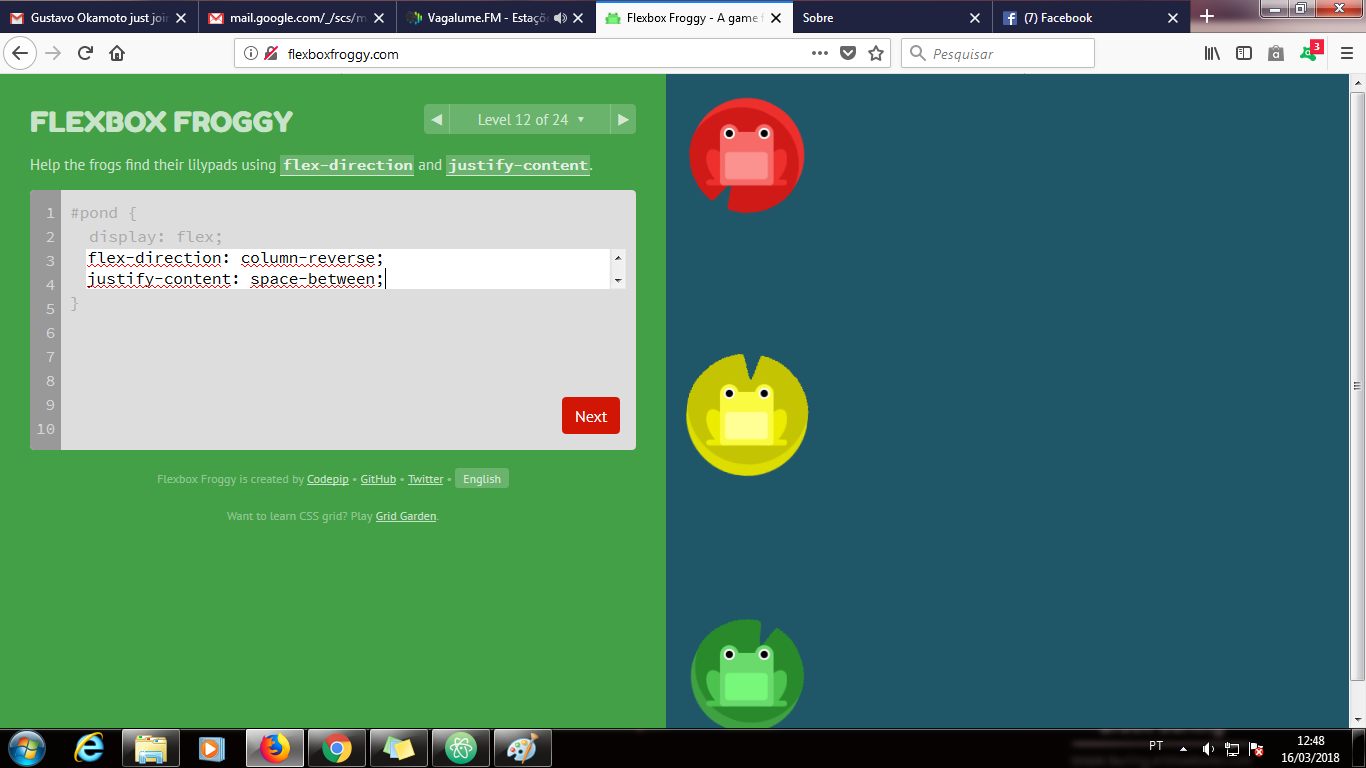 Gustavo Okamoto just join
mail.google.com/_/scs/m
Vagalume.FM - Estaçõ
Flexbox Froggy - A game f
Sobre
(7) Facebook
flexboxfroggy.com
Pesquisar
3
FLEXBOX FROGGY
Level 12 of 24
Help the frogs find their lilypads using flex-direction and justify-content.
1 #pond {
2 display: flex;
3 flex-direction: column-reverse;
4 justify-content: space-between;
5 }
6
7
8
9
10
Next
Flexbox Froggy is created by Codepip • GitHub • Twitter • English
Want to learn CSS grid? Play Grid Garden.
PT
12:48
16/03/2018